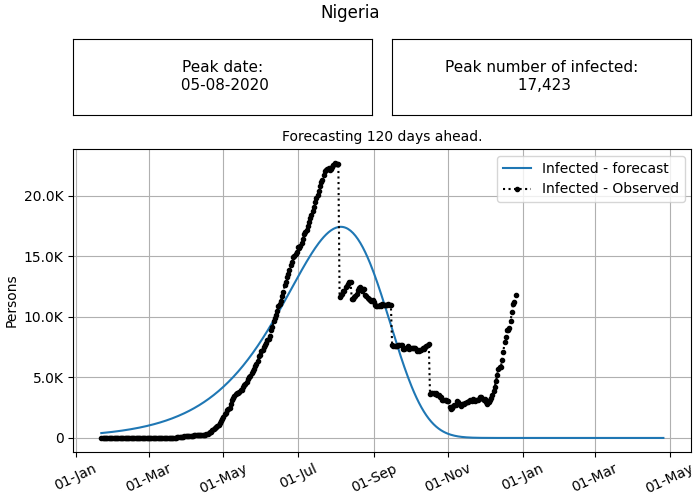 Nigeria
Peak date:
05-08-2020
Peak number of infected:
17,423
Forecasting 120 days ahead.
Infected - forecast
Infected - Observed
Persons
20.0K
15.0K
10.0K
5.0K
0
01-Jan
01-Mar
01-May
01-Jul
01-Sep
01-Nov
01-Jan
01-Mar
01-May